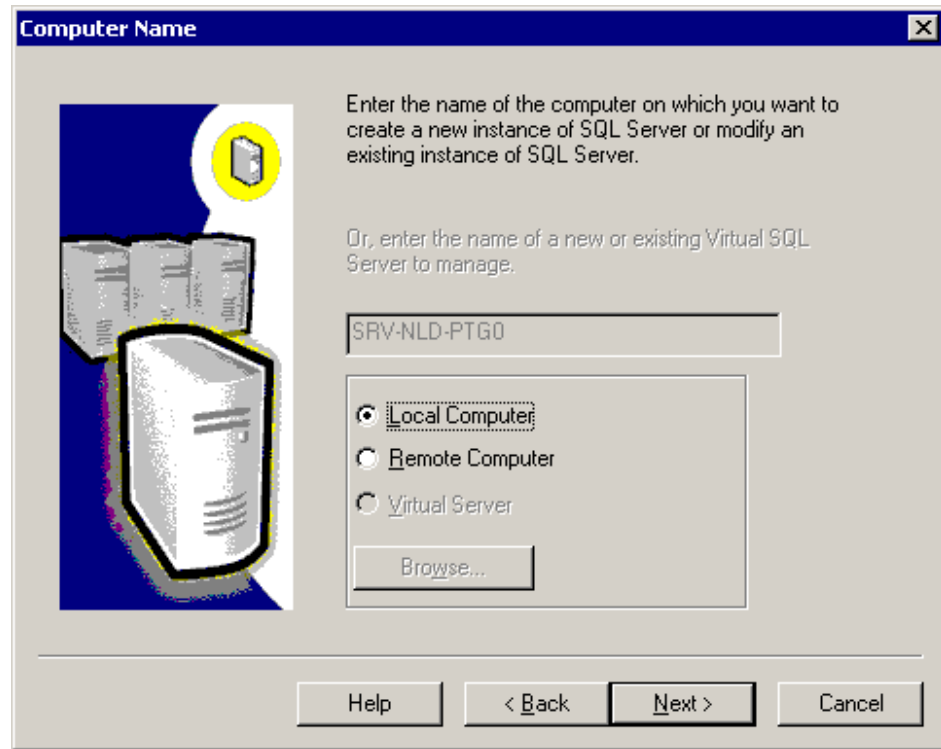 Computer Name
Enter the name of the computer on which you want to
create a new instance of SQL Server or modify an
existing instance of SQL Server.
Or, enter the name of a new or existing Virtual SQL
Server to manage.
SRV-NLD-PTG0
Local Computer
Remote Computer
Virtual Server
Browse...
Help
< Back
Next >
Cancel